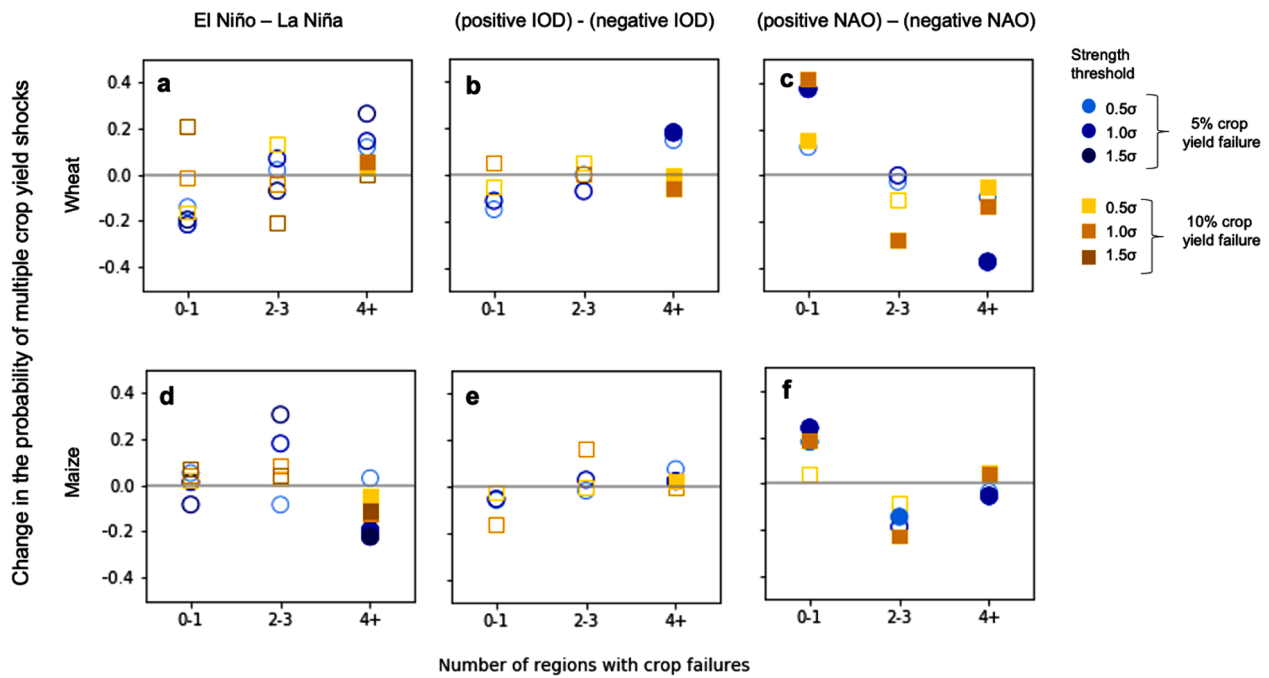 El Niño – La Niña
(positive IOD) - (negative IOD)
(positive NAO) – (negative NAO)
Change in the probability of multiple crop yield shocks
Wheat
a
0.4
0.2
0.0
-0.2
-0.4
0-1
2-3
4+
b
0-1
2-3
4+
c
0-1
2-3
4+
Strength
threshold
0.5σ
1.0σ
1.5σ
5% crop
yield failure
0.5σ
1.0σ
1.5σ
10% crop
yield failure
Maize
d
0.4
0.2
0.0
-0.2
-0.4
0-1
2-3
4+
e
0-1
2-3
4+
f
0-1
2-3
4+
Number of regions with crop failures